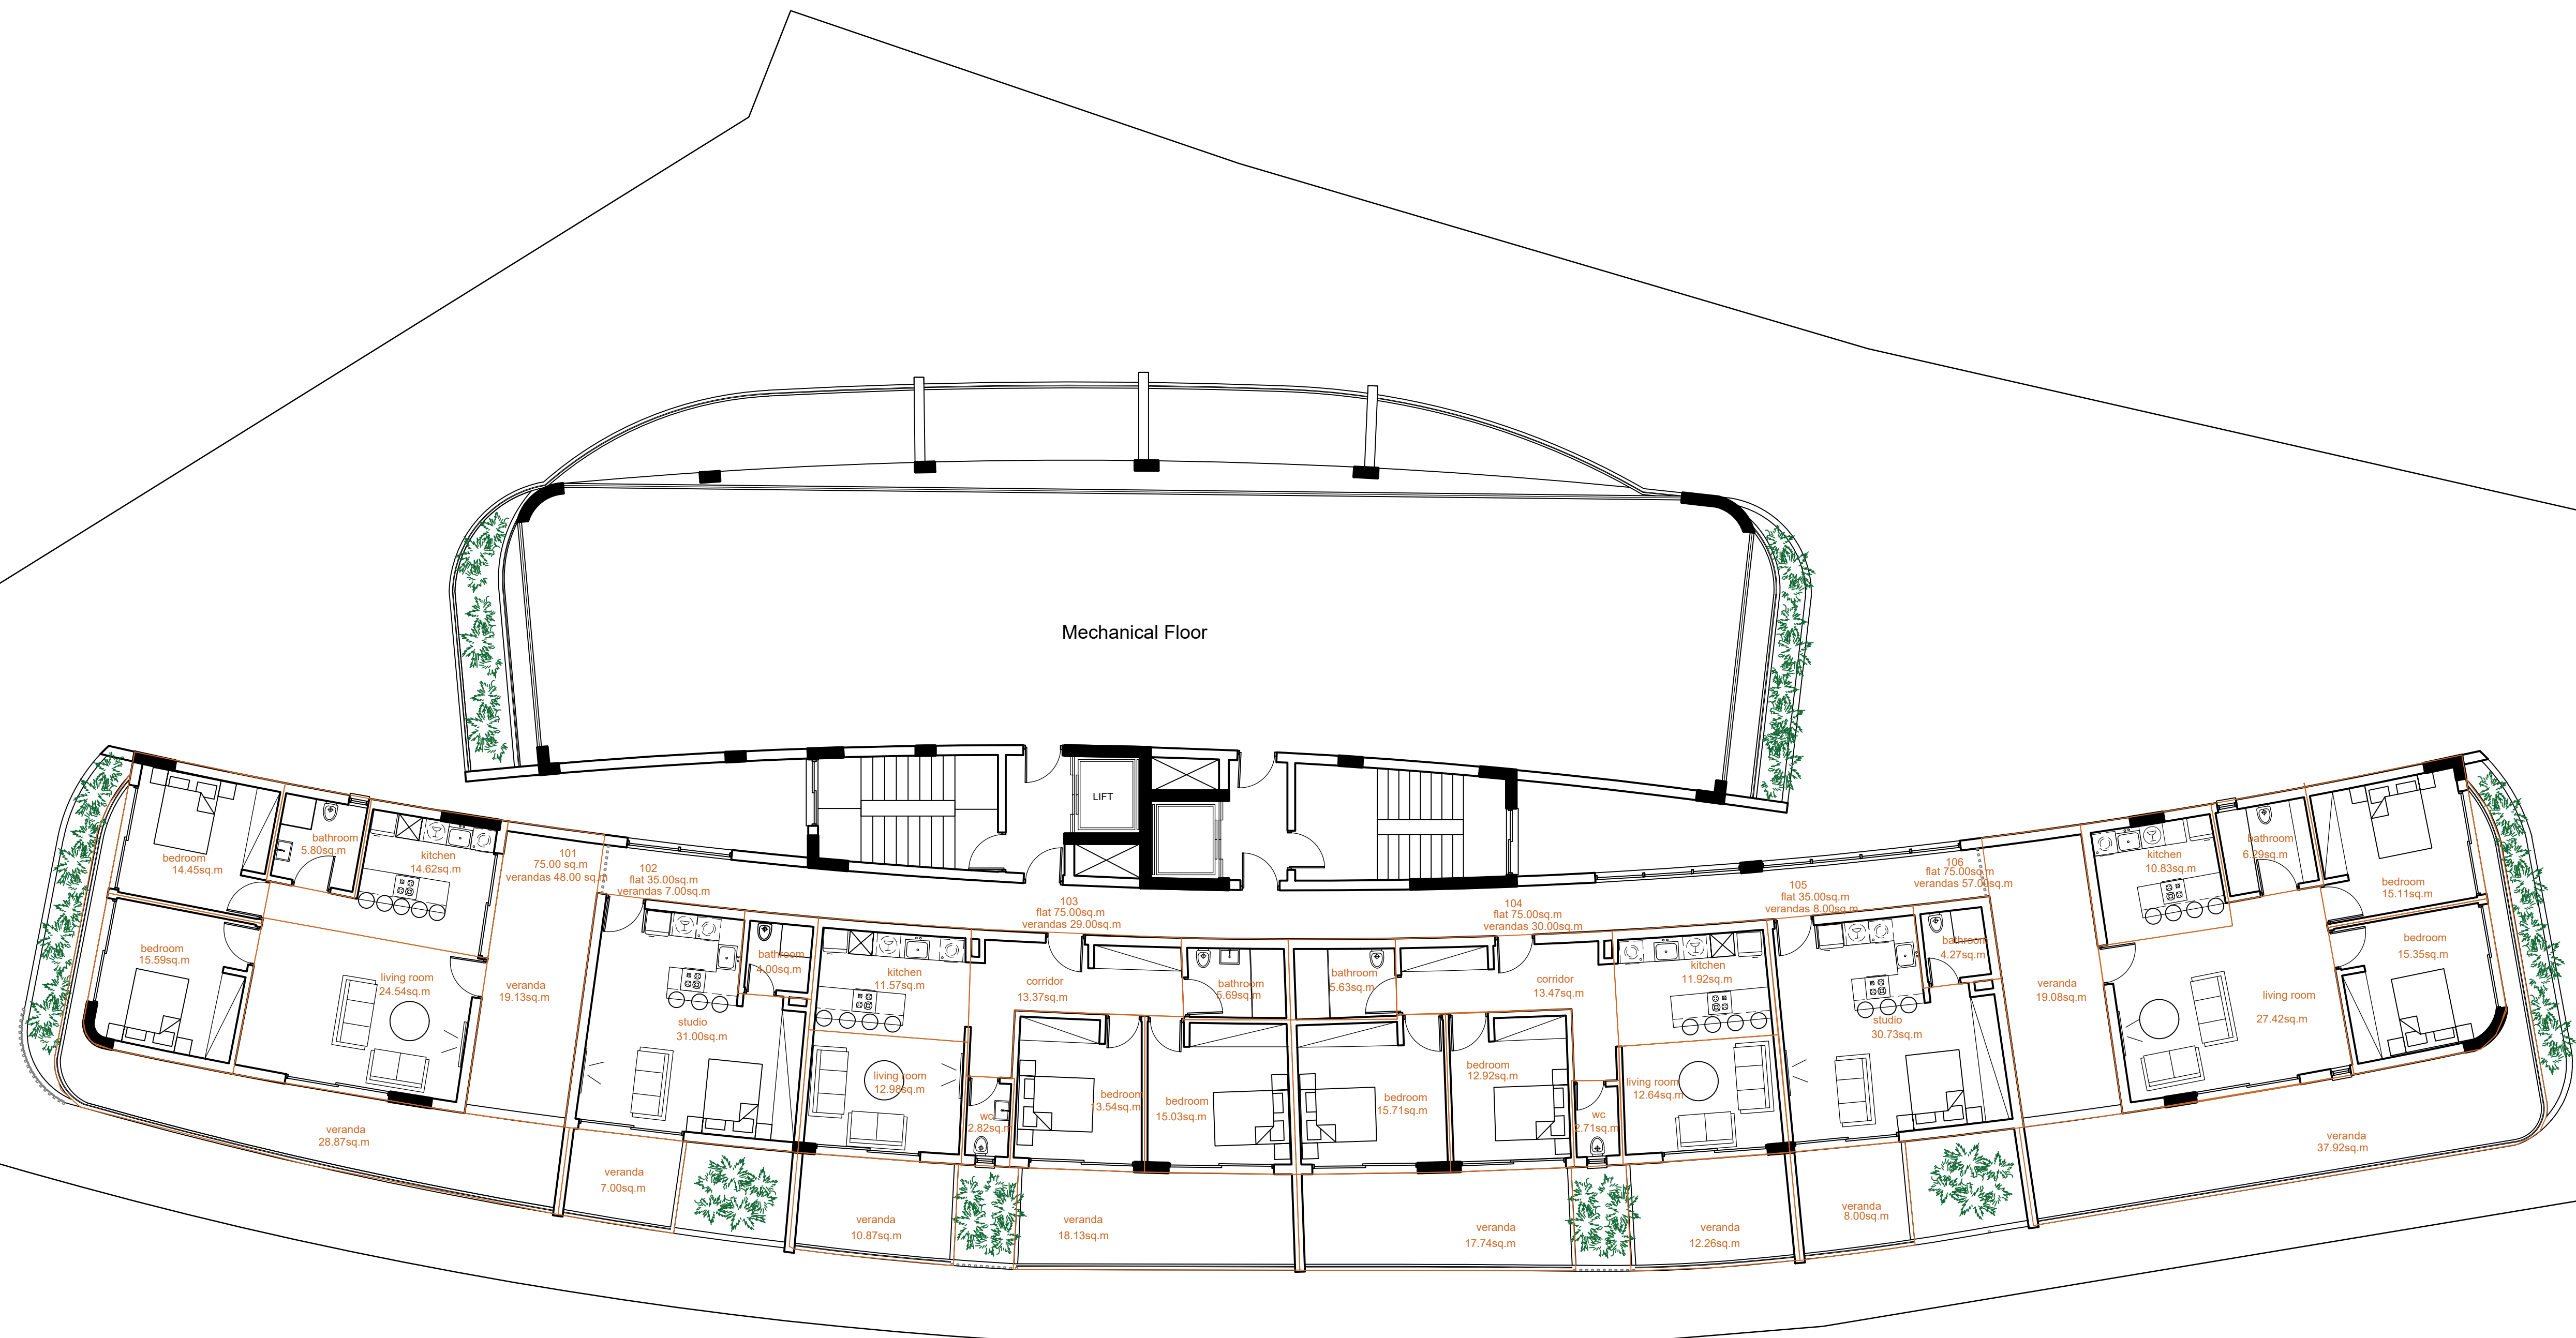 Mechanical Floor
LIFT
101
75.00 sq.m
verandas 48.00 sq.m
102
flat 35.00sq.m
verandas 7.00sq.m
103
flat 75.00sq.m
verandas 29.00sq.m
104
flat 75.00sq.m
verandas 30.00sq.m
105
flat 35.00sq.m
verandas 8.00sq.m
106
flat 75.00sq.m
verandas 57.00sq.m
bedroom
14.45sq.m
bathroom
5.80sq.m
kitchen
14.62sq.m
bedroom
15.59sq.m
living room
24.54sq.m
veranda
19.13sq.m
veranda
28.87sq.m
bathroom
4.00sq.m
studio
31.00sq.m
veranda
7.00sq.m
kitchen
11.57sq.m
living room
12.98sq.m
corridor
13.37sq.m
bathroom
5.69sq.m
wc
2.82sq.m
bedroom
13.54sq.m
bedroom
15.03sq.m
veranda
10.87sq.m
veranda
18.13sq.m
bathroom
5.63sq.m
corridor
13.47sq.m
kitchen
11.92sq.m
bedroom
15.71sq.m
bedroom
12.92sq.m
wc
2.71sq.m
living room
12.64sq.m
veranda
17.74sq.m
veranda
12.26sq.m
bathroom
4.27sq.m
studio
30.73sq.m
veranda
8.00sq.m
veranda
19.08sq.m
kitchen
10.83sq.m
bathroom
6.29sq.m
bedroom
15.11sq.m
bedroom
15.35sq.m
living room
27.42sq.m
veranda
37.92sq.m